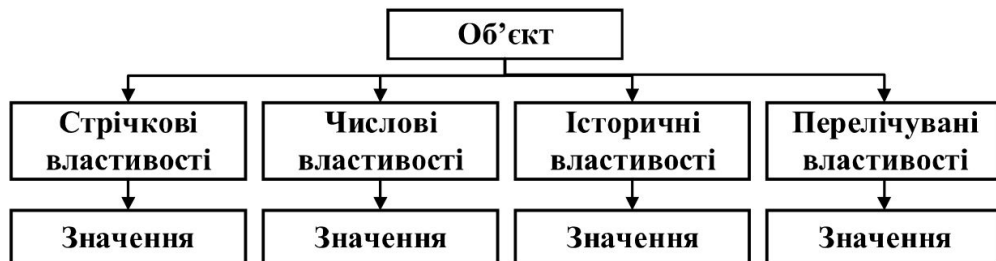 Об’єкт
Стрічкові властивості
Числові властивості
Історичні властивості
Перелічувані властивості
Значення
Значення
Значення
Значення